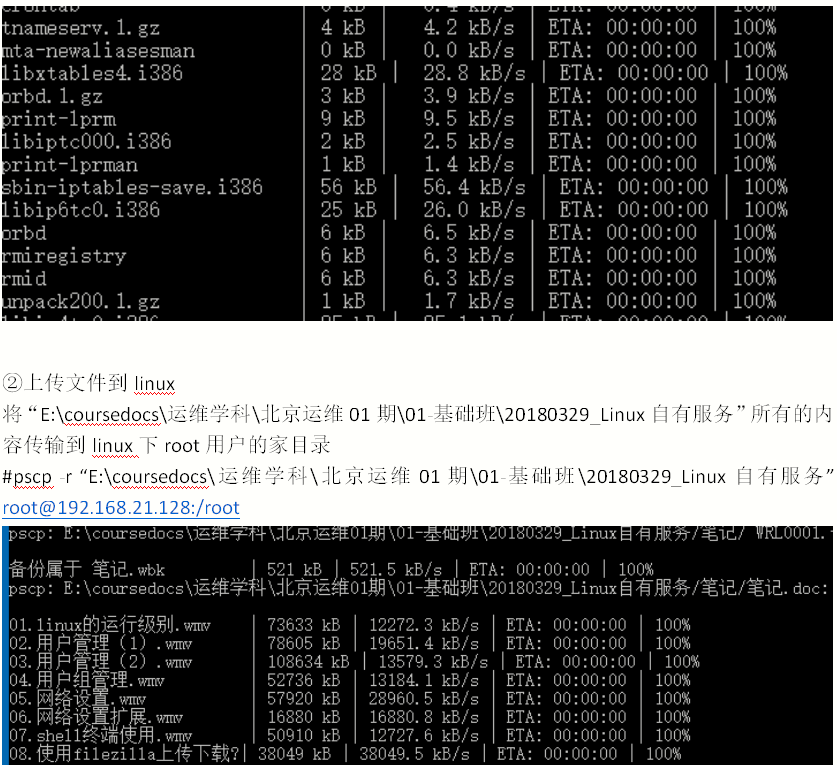 crontab | 0 kB | 0.4 kB/s | ETA: 00:00:00 | 100%
tnameserv.1.gz | 4 kB | 4.2 kB/s | ETA: 00:00:00 | 100%
mta-newaliasesman | 0 kB | 0.0 kB/s | ETA: 00:00:00 | 100%
libxtables4.i386 | 28 kB | 28.8 kB/s | ETA: 00:00:00 | 100%
orbd.1.gz | 3 kB | 3.9 kB/s | ETA: 00:00:00 | 100%
print-lprm | 9 kB | 9.5 kB/s | ETA: 00:00:00 | 100%
libiptc000.i386 | 2 kB | 2.5 kB/s | ETA: 00:00:00 | 100%
print-lprman | 1 kB | 1.4 kB/s | ETA: 00:00:00 | 100%
sbin-iptables-save.i386 | 56 kB | 56.4 kB/s | ETA: 00:00:00 | 100%
libip6tc0.i386 | 25 kB | 26.0 kB/s | ETA: 00:00:00 | 100%
orbd | 6 kB | 6.5 kB/s | ETA: 00:00:00 | 100%
rmiregistry | 6 kB | 6.3 kB/s | ETA: 00:00:00 | 100%
rmid | 6 kB | 6.3 kB/s | ETA: 00:00:00 | 100%
unpack200.1.gz | 1 kB | 1.7 kB/s | ETA: 00:00:00 | 100%
②上传文件到 linux
将“E:\coursedocs\运维学科\北京运维 01 期\01-基础班\20180329_Linux 自有服务”所有的内
容传输到 linux 下 root 用户的家目录
#pscp -r “E:\coursedocs\运维学科\北京运维 01 期\01-基础班\20180329_Linux 自有服务”
root@192.168.21.128:/root
pscp: E:\coursedocs\运维学科\北京运维01期\01-基础班\20180329_Linux自有服务/笔记/ WRL0001.
备份属于 笔记.wbk | 521 kB | 521.5 kB/s | ETA: 00:00:00 | 100%
pscp: E:\coursedocs\运维学科\北京运维01期\01-基础班\20180329_Linux自有服务/笔记/笔记.doc:
01.linux的运行级别.wmv | 73633 kB | 12272.3 kB/s | ETA: 00:00:00 | 100%
02.用户管理（1）.wmv | 78605 kB | 19651.4 kB/s | ETA: 00:00:00 | 100%
03.用户管理（2）.wmv | 108634 kB | 13579.3 kB/s | ETA: 00:00:00 | 100%
04.用户组管理.wmv | 52736 kB | 13184.1 kB/s | ETA: 00:00:00 | 100%
05.网络设置.wmv | 57920 kB | 28960.5 kB/s | ETA: 00:00:00 | 100%
06.网络设置扩展.wmv | 16880 kB | 16880.8 kB/s | ETA: 00:00:00 | 100%
07.shell终端使用.wmv | 50910 kB | 12727.6 kB/s | ETA: 00:00:00 | 100%
08.使用filezilla上传下载?| 38049 kB | 38049.5 kB/s | ETA: 00:00:00 | 100%